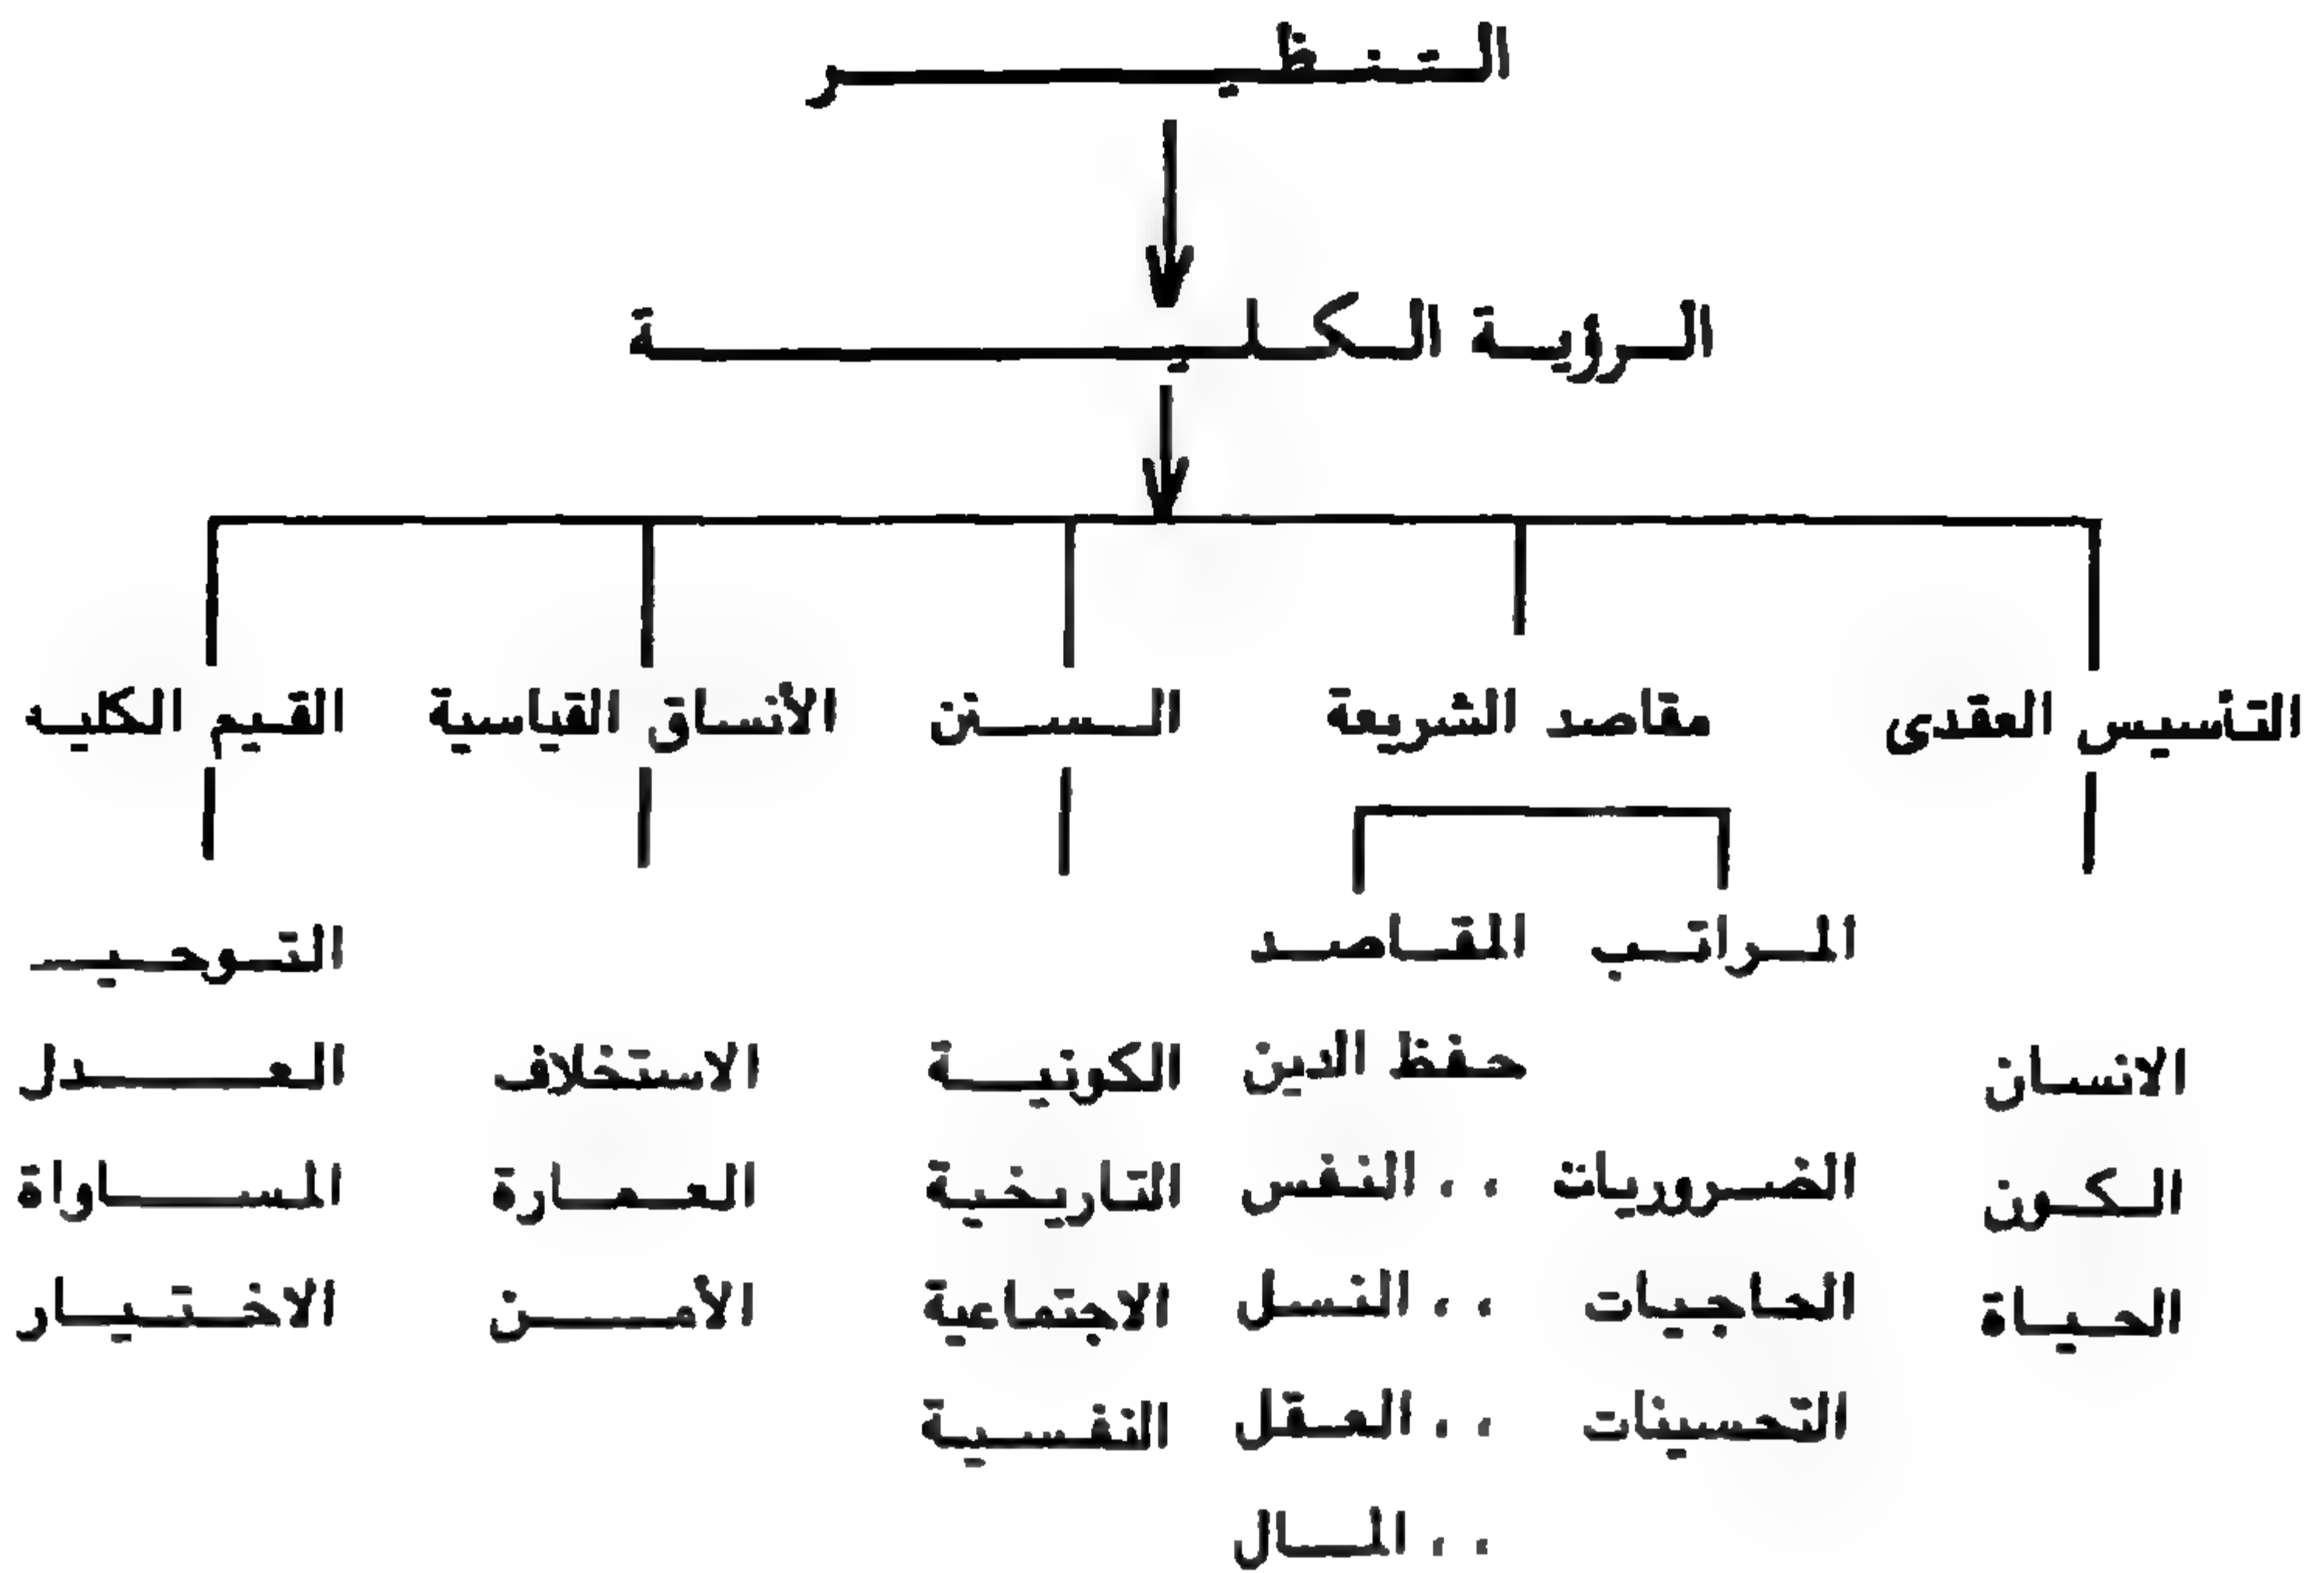 التنظير
الرؤية الكلية
التأسيس العقدى
مقاصد الشريعة
السنن
الأنساق القياسية
القيم الكليه
المراتب
المقاصد
الانسان
الكون
الحياة
الضروريات
الحاجيات
التحسينات
حفظ الدين
،، النفس
،، النسل
،، العقل
،، المال
الكونية
التاريخية
الاجتماعية
النفسية
الاستخلاف
العمارة
الأمن
العدل
المساواة
الاختيار